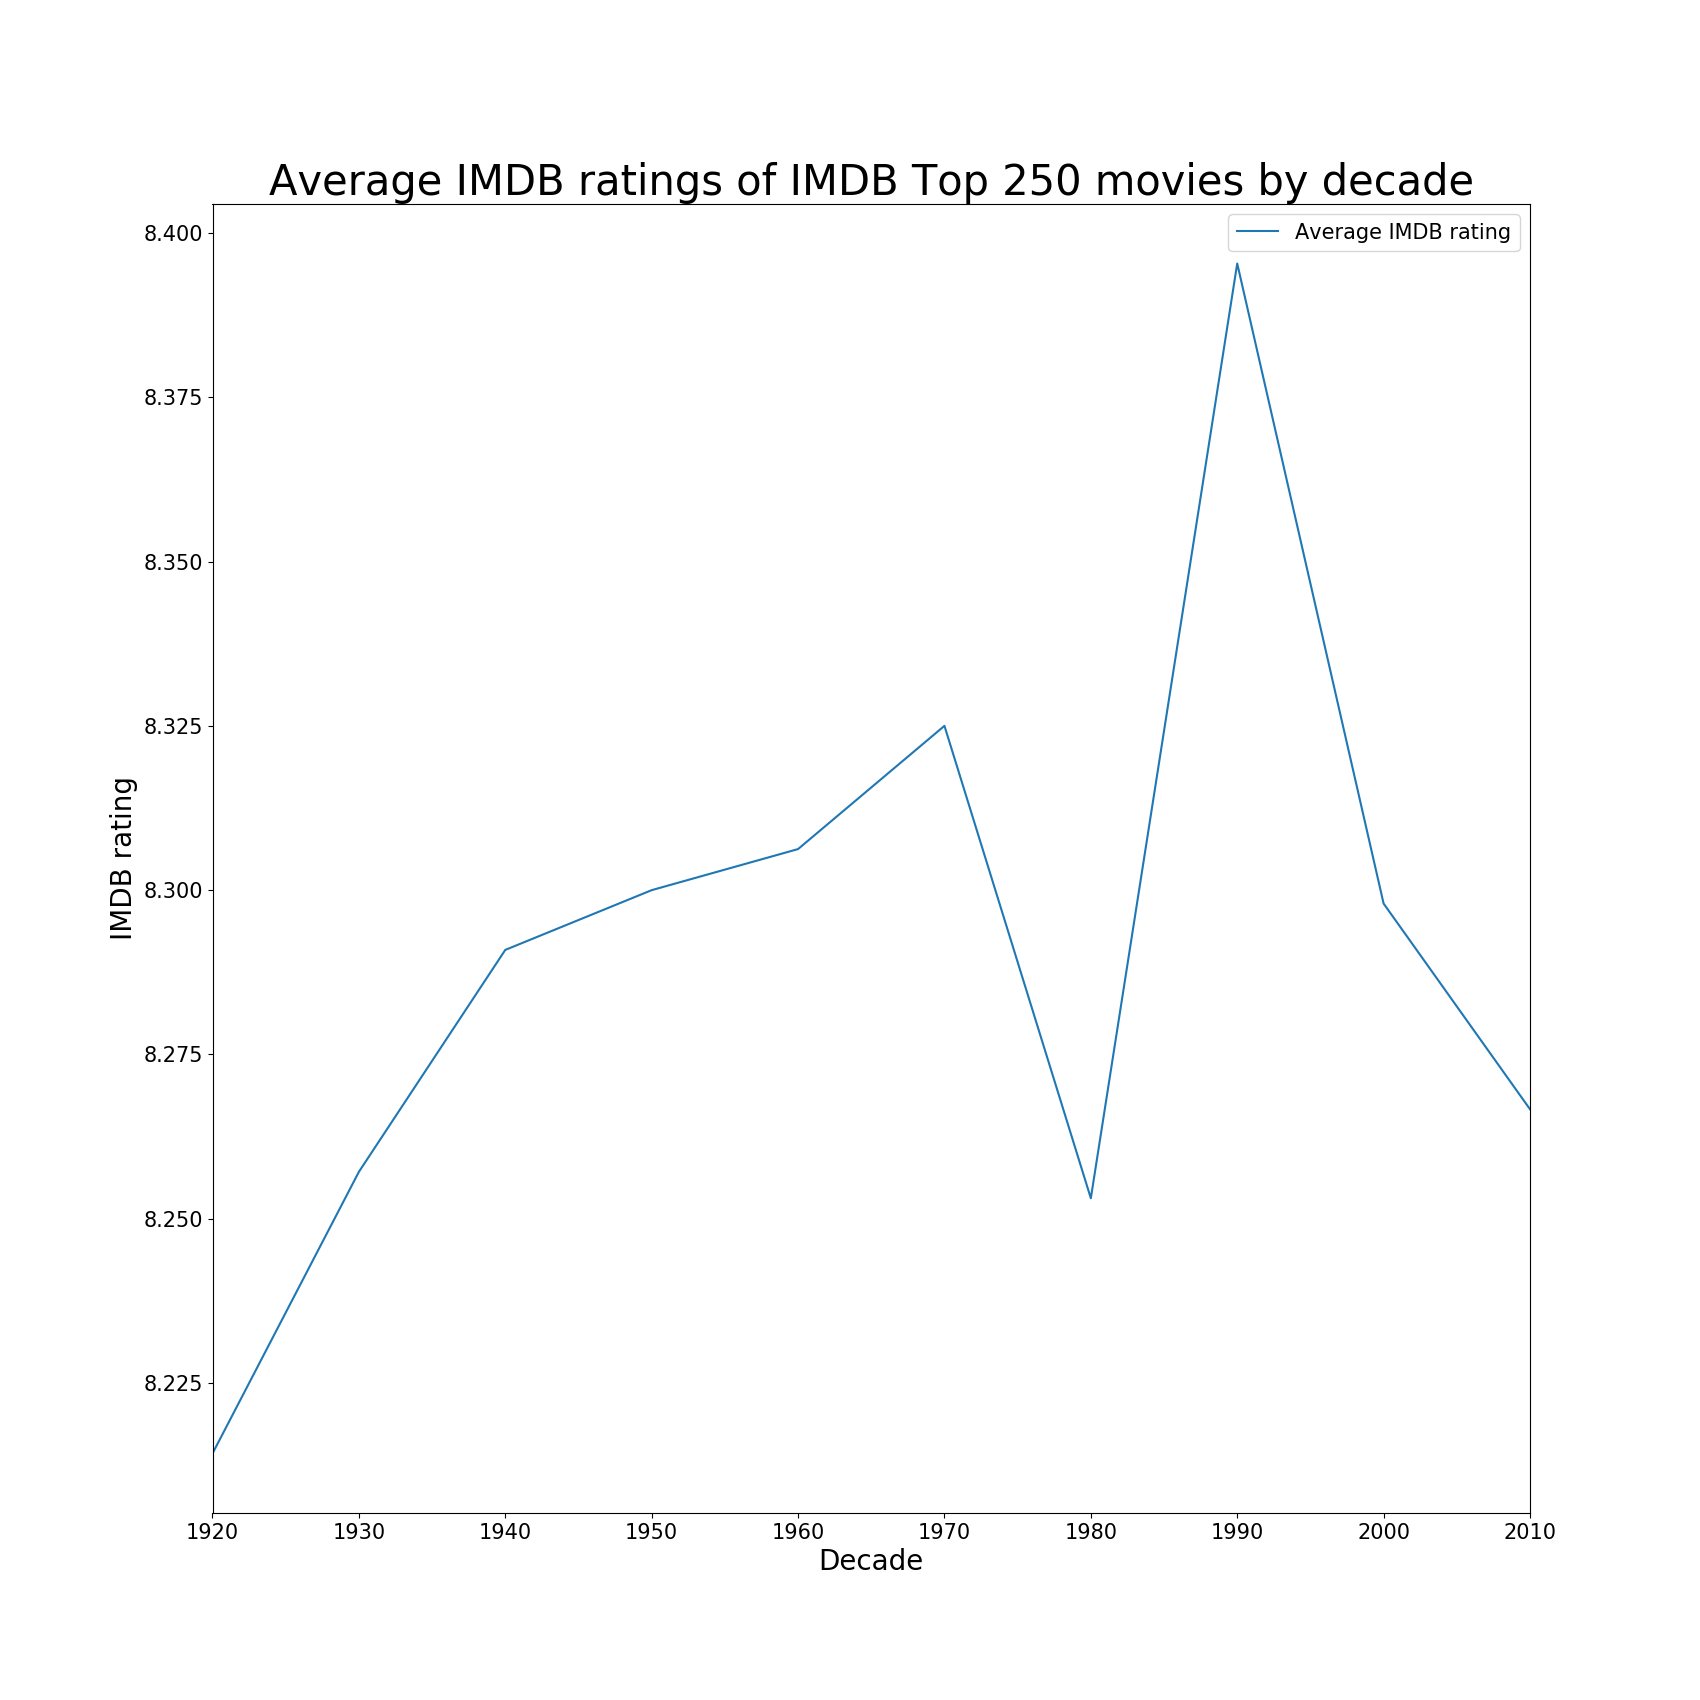 Average IMDB ratings of IMDB Top 250 movies by decade
Average IMDB rating
8.400
8.375
8.350
8.325
8.300
8.275
8.250
8.225
IMDB rating
1920 1930 1940 1950 1960 1970 1980 1990 2000 2010
Decade